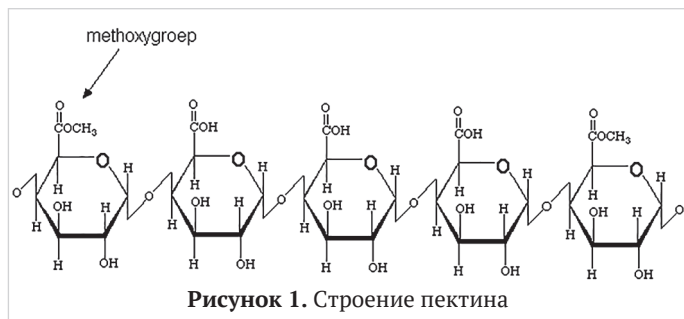 methoxygroep
O O O O O
COCH₃ COH COH COH COCH₃
O H O H O H O H O H
H H H H H
O O O O O O
OH H OH H OH H OH H OH H
H H H H H
H OH H OH H OH H OH H OH
Рисунок 1. Строение пектина